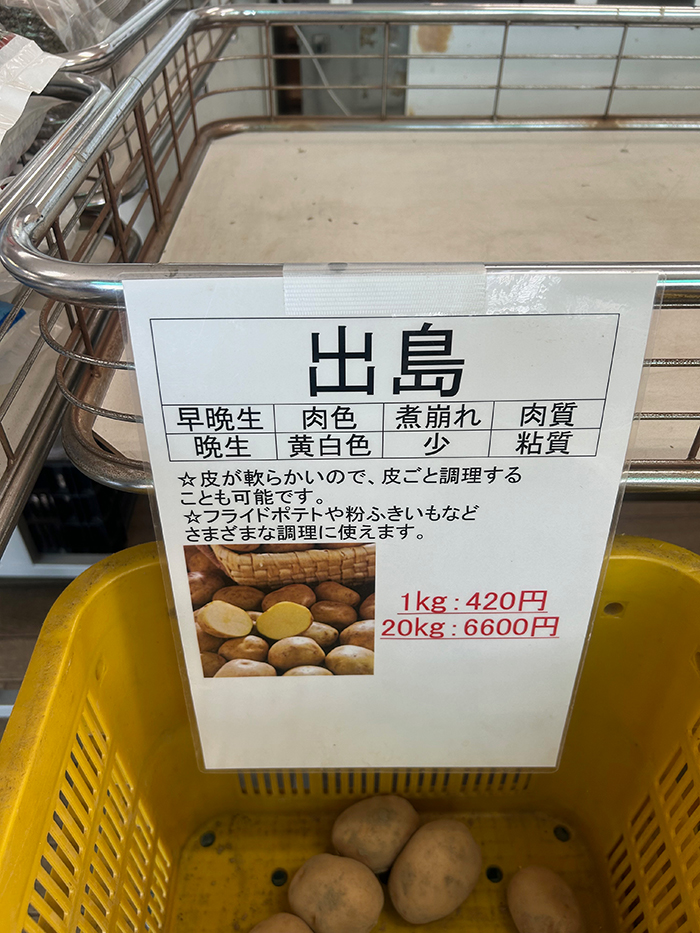 出島
早晩生 肉色 煮崩れ 肉質
晩生 黄白色 少 粘質
☆皮が軟らかいので、皮ごと調理する
ことも可能です。
☆フライドポテトや粉ふきいもなど
さまざまな調理に使えます。
1kg：420円
20kg：6600円